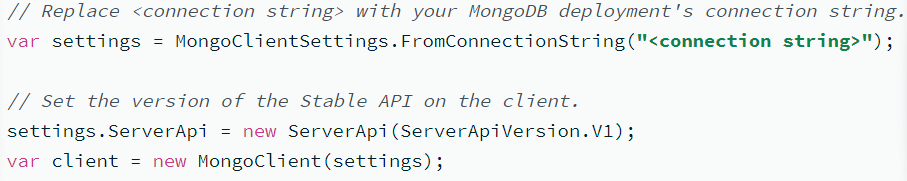 // Replace <connection string> with your MongoDB deployment's connection string.
var settings = MongoClientSettings.FromConnectionString("<connection string>");
// Set the version of the Stable API on the client.
settings.ServerApi = new ServerApi(ServerApiVersion.V1);
var client = new MongoClient(settings);